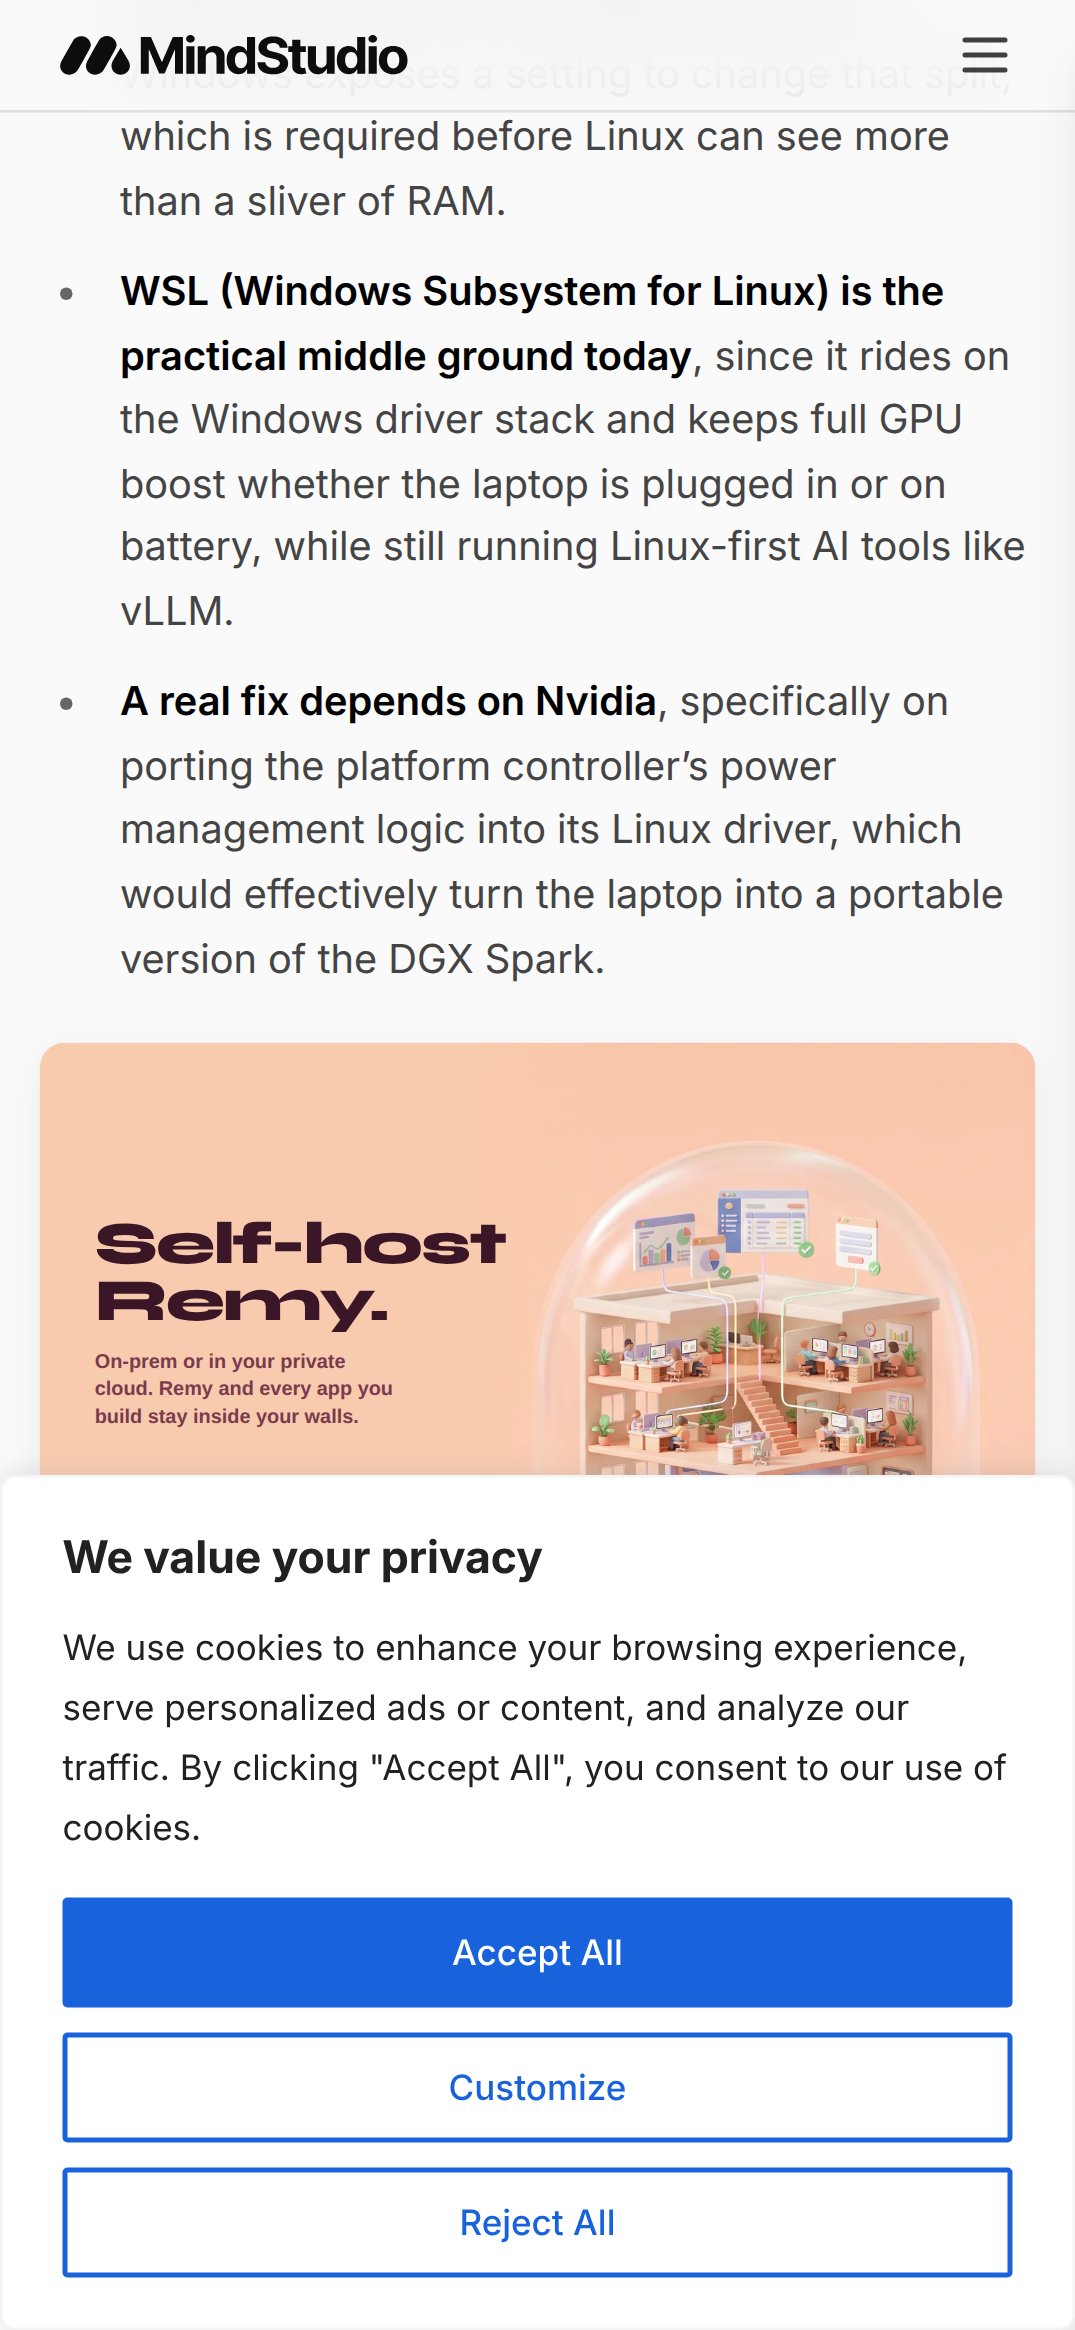 MindStudio
Windows exposes a setting to change that split,
which is required before Linux can see more
than a sliver of RAM.
WSL (Windows Subsystem for Linux) is the
practical middle ground today, since it rides on
the Windows driver stack and keeps full GPU
boost whether the laptop is plugged in or on
battery, while still running Linux-first AI tools like
vLLM.
A real fix depends on Nvidia, specifically on
porting the platform controller’s power
management logic into its Linux driver, which
would effectively turn the laptop into a portable
version of the DGX Spark.
Self-host
Remy.
On-prem or in your private
cloud. Remy and every app you
build stay inside your walls.
We value your privacy
We use cookies to enhance your browsing experience,
serve personalized ads or content, and analyze our
traffic. By clicking "Accept All", you consent to our use of
cookies.
Accept All
Customize
Reject All